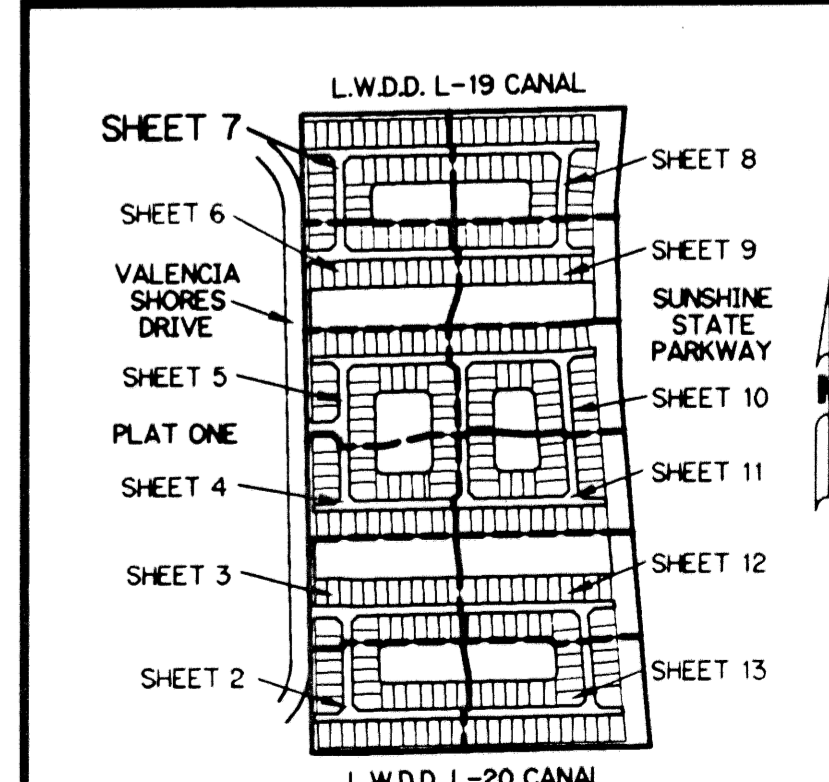 L.W.D.D. L-19 CANAL
SHEET 7
SHEET 8
SHEET 6
SHEET 9
VALENCIA
SHORES
DRIVE
SUNSHINE
STATE
PARKWAY
SHEET 5
SHEET 10
PLAT ONE
SHEET 4
SHEET 11
SHEET 3
SHEET 12
SHEET 2
SHEET 13
L.W.D.D. L-20 CANAL